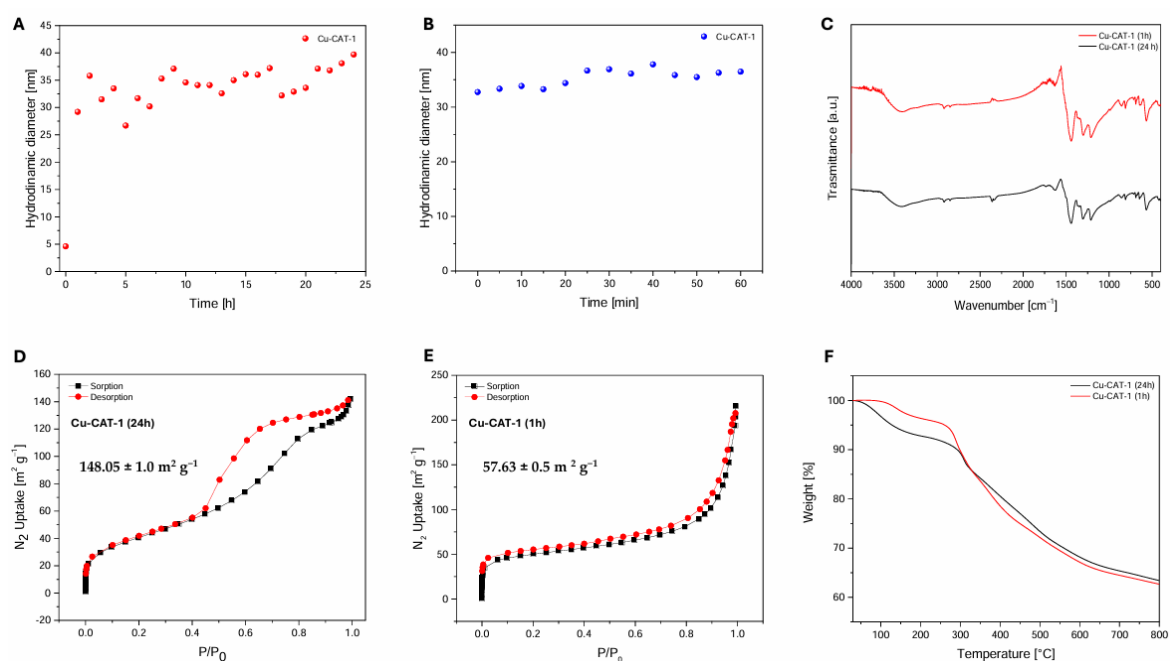 A
Cu-CAT-1
Hydrodinamic diameter [nm]
45
40
35
30
25
20
15
10
5
0
0 5 10 15 20 25
Time [h]
B
Cu-CAT-1
Hydrodinamic diameter [nm]
45
40
35
30
25
20
15
10
5
0
0 10 20 30 40 50 60
Time [min]
C
Cu-CAT-1 (1h)
Cu-CAT-1 (24 h)
Trasmittance [a.u.]
4000 3500 3000 2500 2000 1500 1000 500
Wavenumber [cm⁻¹]
D
Sorption
Desorption
Cu-CAT-1 (24h)
148.05 ± 1.0 m² g⁻¹
N₂ Uptake [m² g⁻¹]
160
140
120
100
80
60
40
20
0
-20
0.0 0.2 0.4 0.6 0.8 1.0
P/P₀
E
Sorption
Desorption
Cu-CAT-1 (1h)
57.63 ± 0.5 m ² g⁻¹
N₂ Uptake [m² g⁻¹]
250
200
150
100
50
0
0.0 0.2 0.4 0.6 0.8 1.0
P/P₀
F
Cu-CAT-1 (24h)
Cu-CAT-1 (1h)
Weight [%]
100
90
80
70
60
100 200 300 400 500 600 700 800
Temperature [°C]